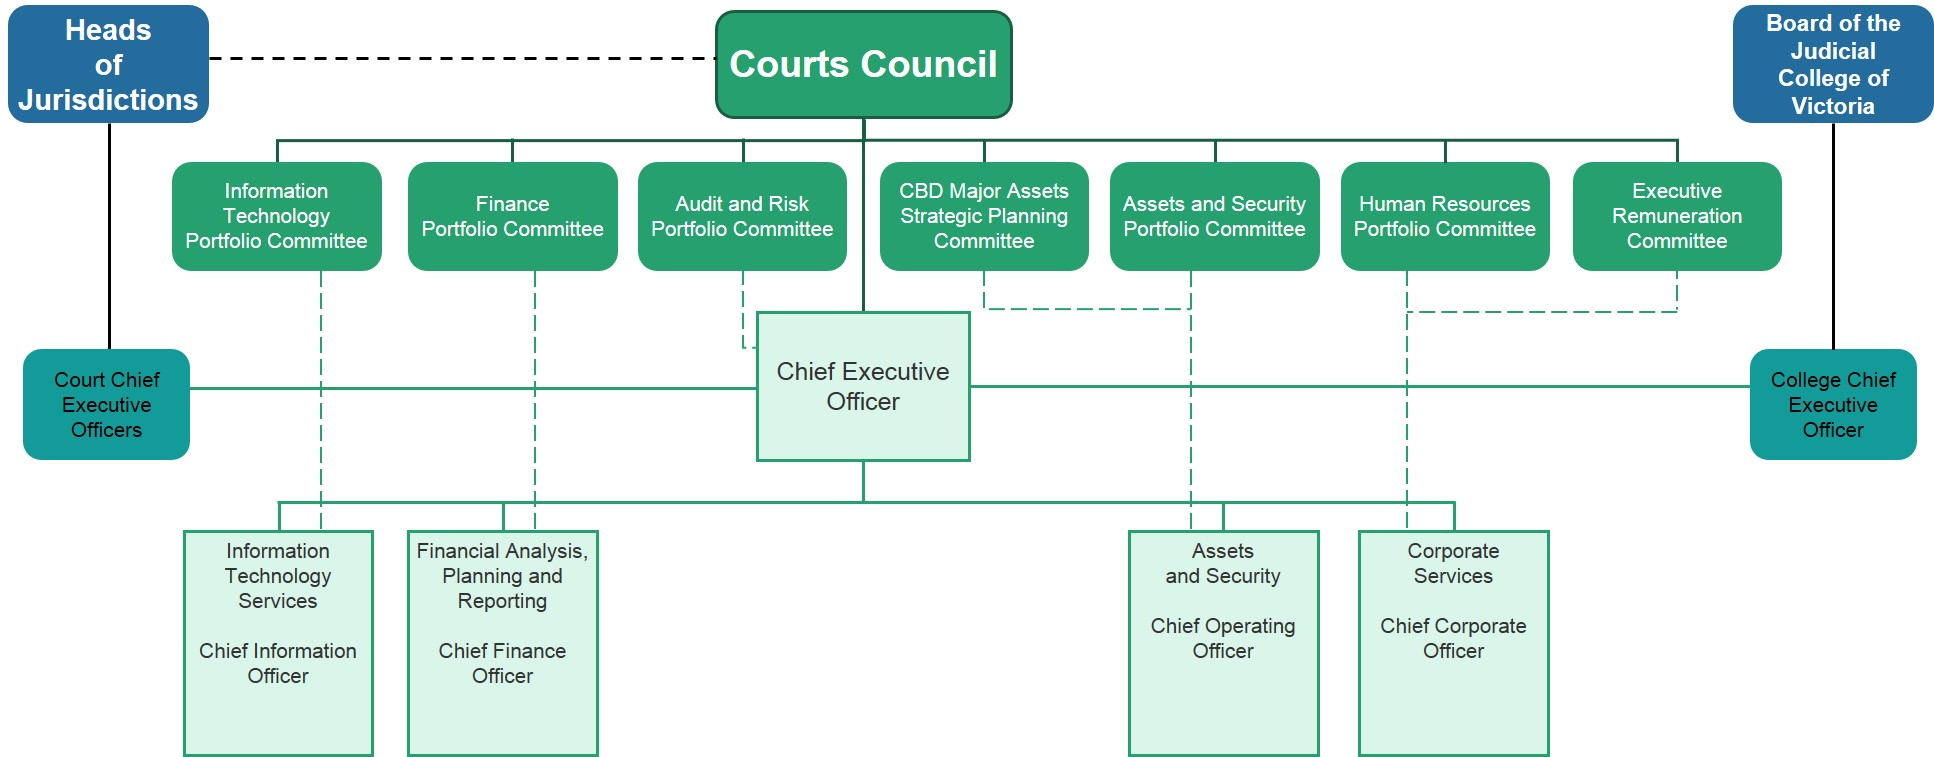 Heads
of
Jurisdictions
Courts Council
Board of the
Judicial
College of
Victoria
Information
Technology
Portfolio Committee
Finance
Portfolio Committee
Audit and Risk
Portfolio Committee
CBD Major Assets
Strategic Planning
Committee
Assets and Security
Portfolio Committee
Human Resources
Portfolio Committee
Executive
Remuneration
Committee
Court Chief
Executive
Officers
Chief Executive
Officer
College Chief
Executive
Officer
Information
Technology
Services
Chief Information
Officer
Financial Analysis,
Planning and
Reporting
Chief Finance
Officer
Assets
and Security
Chief Operating
Officer
Corporate
Services
Chief Corporate
Officer